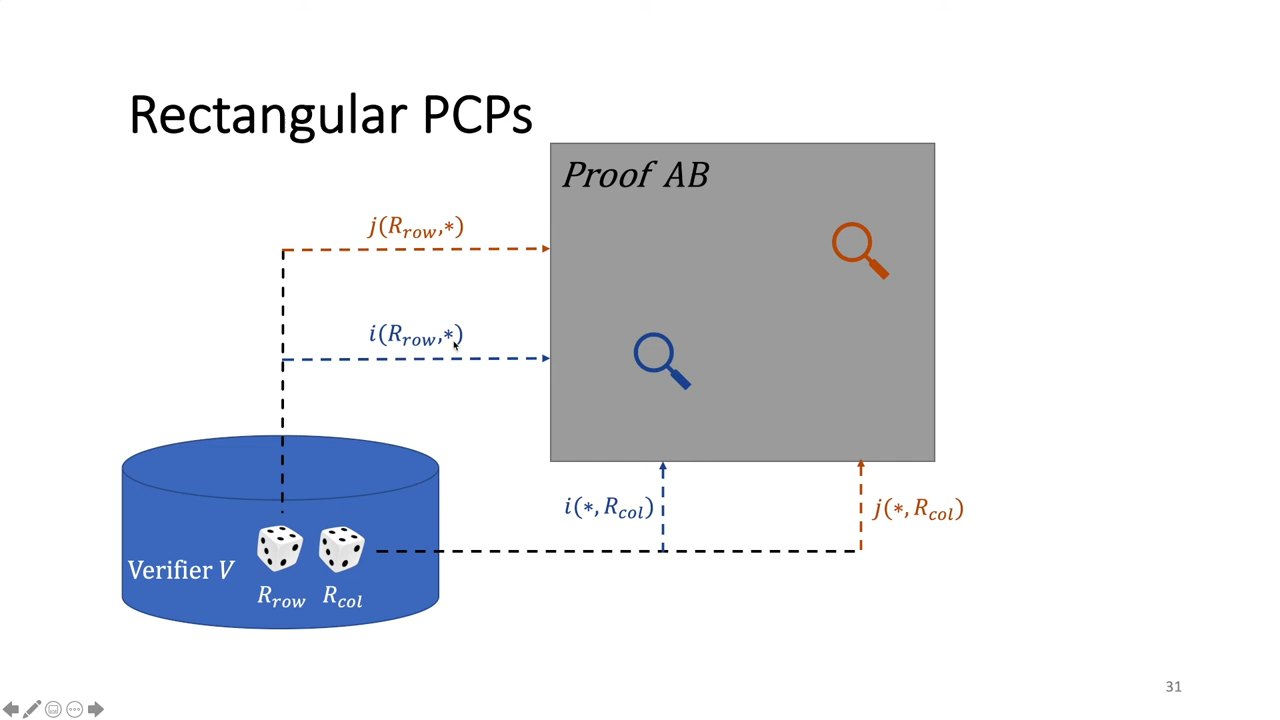 Rectangular PCPs
Proof AB
j(R_row,*)
i(R_row,*)
i(*, R_col)
j(*, R_col)
Verifier V
R_row
R_col
31